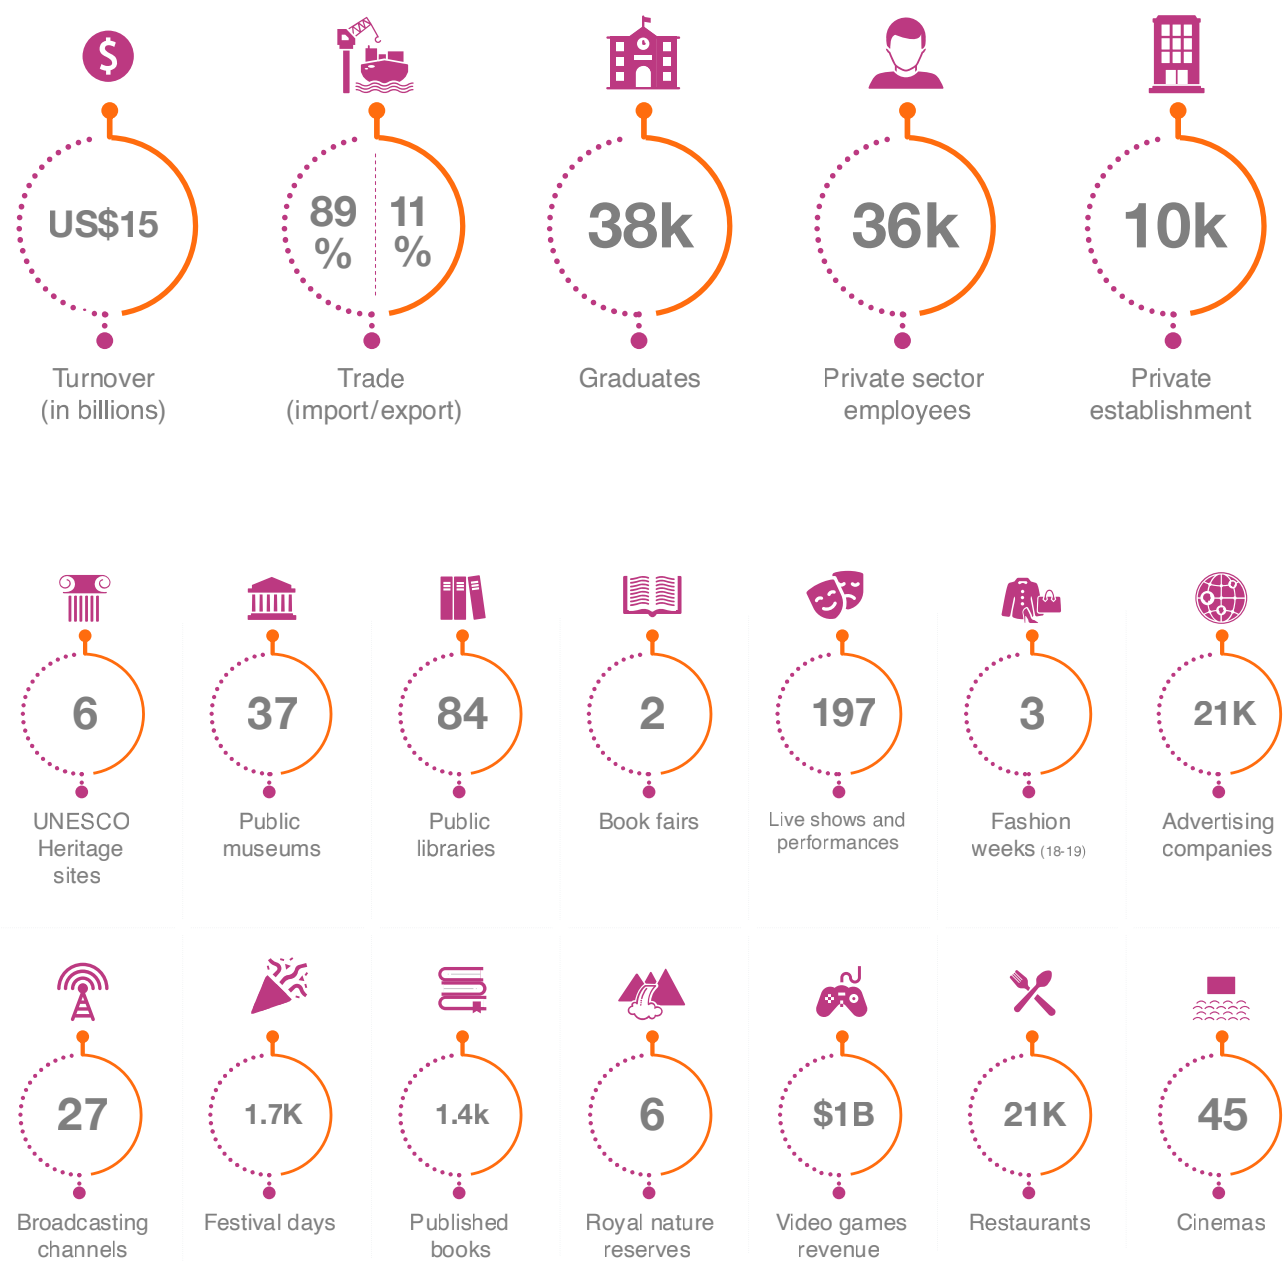 US$15
89 11
% %
38k
36k
10k
Turnover
(in billions)
Trade
(import/export)
Graduates
Private sector
employees
Private
establishment
6
37
84
2
197
3
21K
UNESCO
Heritage
sites
Public
museums
Public
libraries
Book fairs
Live shows and
performances
Fashion
weeks (18-19)
Advertising
companies
27
1.7K
1.4k
6
$1B
21K
45
Broadcasting
channels
Festival days
Published
books
Royal nature
reserves
Video games
revenue
Restaurants
Cinemas